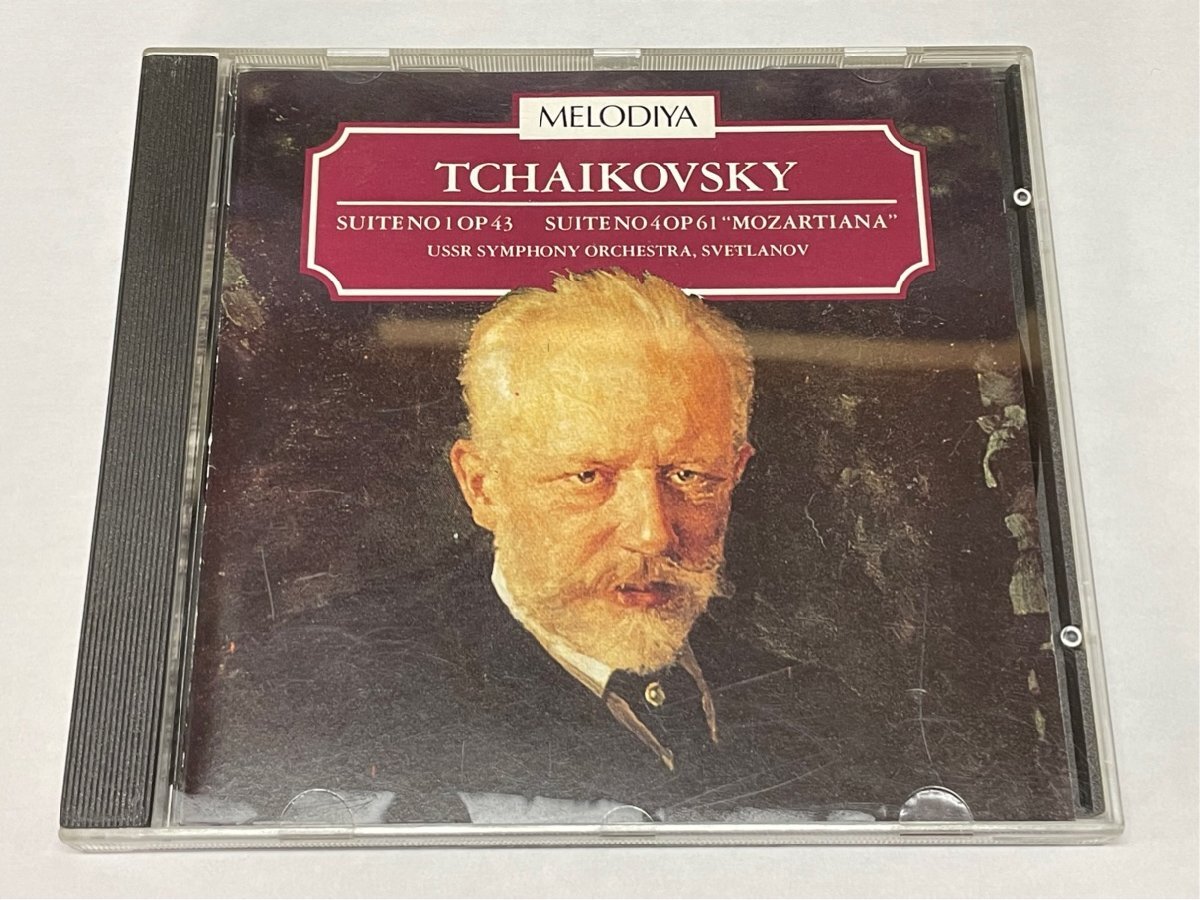 MELODIYA
TCHAIKOVSKY
SUITE NO 1 OP 43 SUITE NO 4 OP 61 “MOZARTIANA”
USSR SYMPHONY ORCHESTRA, SVETLANOV